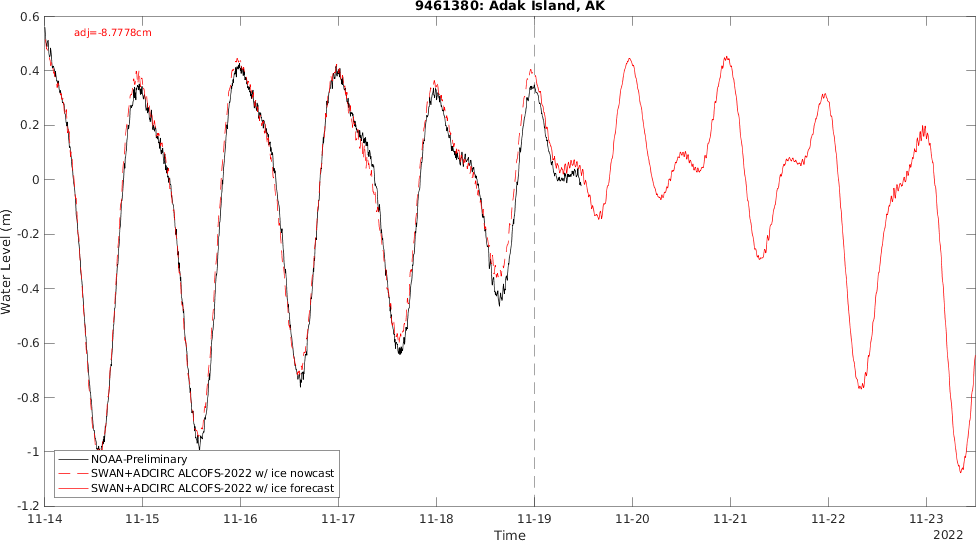 9461380: Adak Island, AK
adj=-8.7778cm
0.6
0.4
0.2
0
-0.2
-0.4
-0.6
-0.8
-1
-1.2
Water Level (m)
NOAA-Preliminary
SWAN+ADCIRC ALCOFS-2022 w/ ice nowcast
SWAN+ADCIRC ALCOFS-2022 w/ ice forecast
11-14 11-15 11-16 11-17 11-18 11-19 11-20 11-21 11-22 11-23
Time
2022